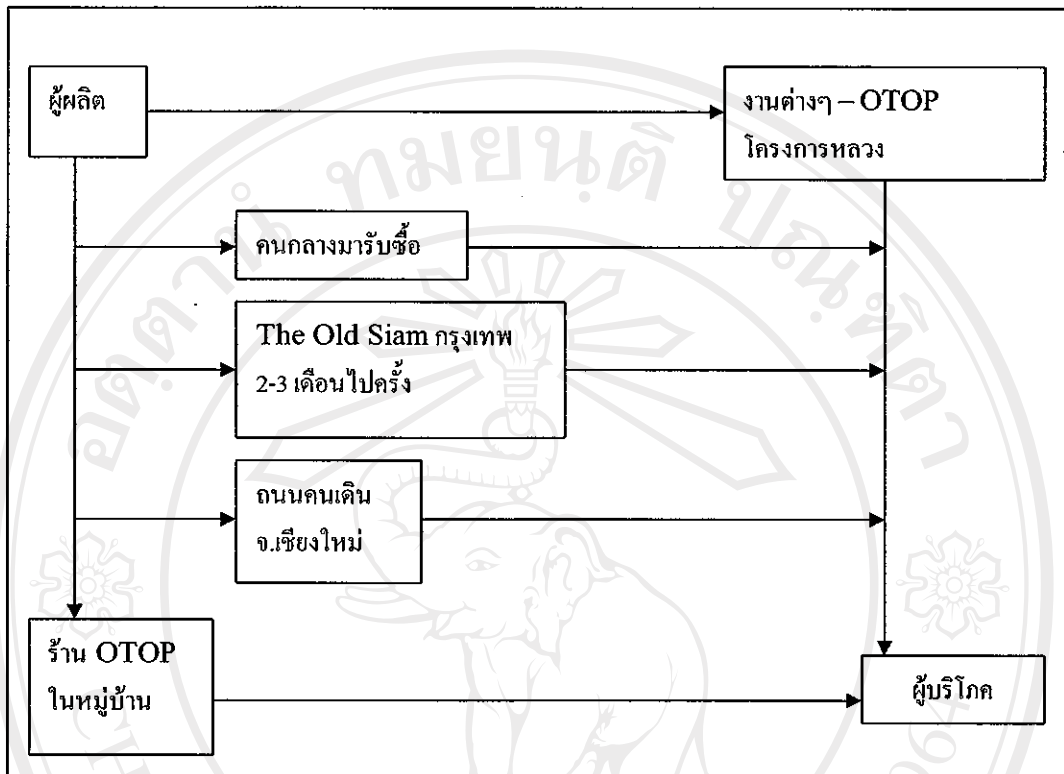 ผู้ผลิต
งานต่างๆ – OTOP
โครงการหลวง
คนกลางมารับซื้อ
The Old Siam กรุงเทพ
2-3 เดือนไปครั้ง
ถนนคนเดิน
จ.เชียงใหม่
ร้าน OTOP
ในหมู่บ้าน
ผู้บริโภค